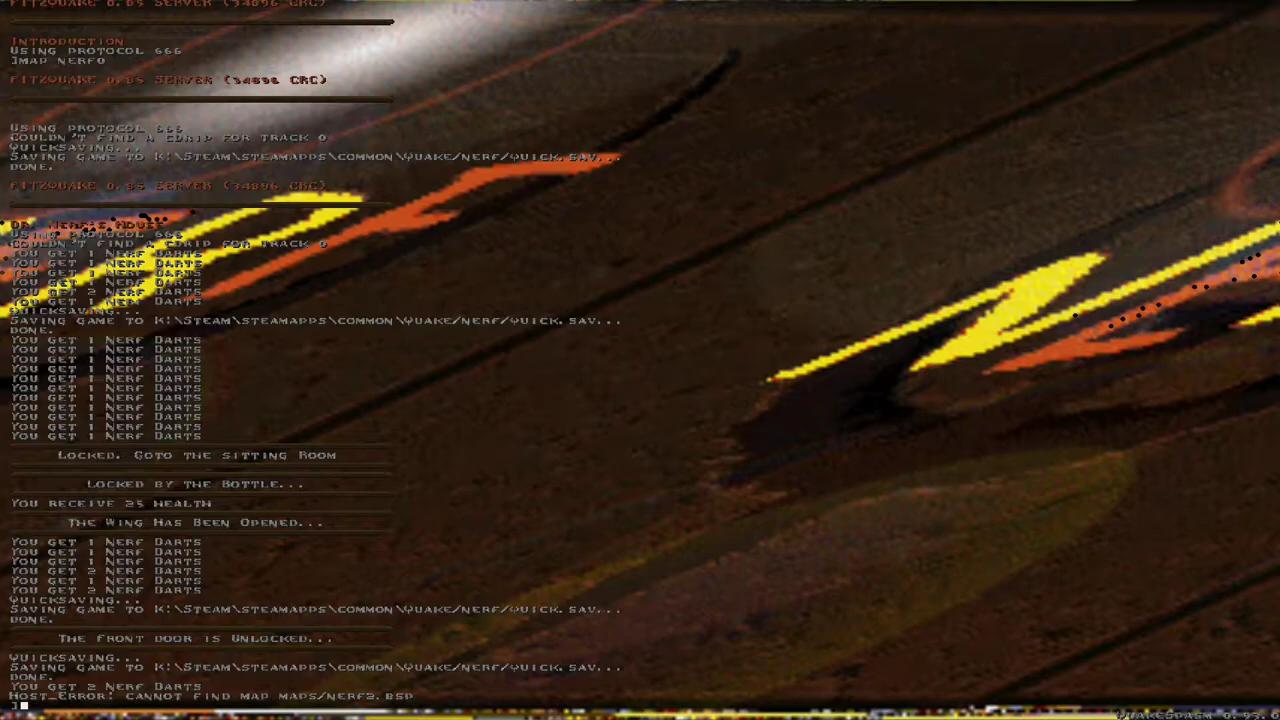 FITZQUAKE 0.85 SERVER (34896 CRC)
INTRODUCTION
USING PROTOCOL 666
]MAP NERF0
FITZQUAKE 0.85 SERVER (34896 CRC)
USING PROTOCOL 666
COULDN'T FIND A CDRIP FOR TRACK 0
QUICKSAVING...
SAVING GAME TO K:\STEAM\STEAMAPPS\COMMON\QUAKE/NERF/QUICK.SAV...
DONE.
FITZQUAKE 0.85 SERVER (34896 CRC)
DR. NERF'S HOUSE
USING PROTOCOL 666
COULDN'T FIND A CDRIP FOR TRACK 0
YOU GET 1 NERF DARTS
YOU GET 1 NERF DARTS
YOU GET 1 NERF DARTS
YOU GET 1 NERF DARTS
YOU GET 2 NERF DARTS
YOU GET 1 NERF DARTS
QUICKSAVING...
SAVING GAME TO K:\STEAM\STEAMAPPS\COMMON\QUAKE/NERF/QUICK.SAV...
DONE.
YOU GET 1 NERF DARTS
YOU GET 1 NERF DARTS
YOU GET 1 NERF DARTS
YOU GET 1 NERF DARTS
YOU GET 1 NERF DARTS
YOU GET 1 NERF DARTS
YOU GET 1 NERF DARTS
YOU GET 1 NERF DARTS
YOU GET 1 NERF DARTS
YOU GET 1 NERF DARTS
YOU GET 1 NERF DARTS
LOCKED. GOTO THE SITTING ROOM
LOCKED BY THE BOTTLE...
YOU RECEIVE 25 HEALTH
THE WING HAS BEEN OPENED...
YOU GET 1 NERF DARTS
YOU GET 1 NERF DARTS
YOU GET 1 NERF DARTS
YOU GET 2 NERF DARTS
YOU GET 1 NERF DARTS
YOU GET 2 NERF DARTS
QUICKSAVING...
SAVING GAME TO K:\STEAM\STEAMAPPS\COMMON\QUAKE/NERF/QUICK.SAV...
DONE.
THE FRONT DOOR IS UNLOCKED...
QUICKSAVING...
SAVING GAME TO K:\STEAM\STEAMAPPS\COMMON\QUAKE/NERF/QUICK.SAV...
DONE.
YOU GET 2 NERF DARTS
HOST_ERROR: CANNOT FIND MAP MAPS/NERF2.BSP
]
QUAKESPASM